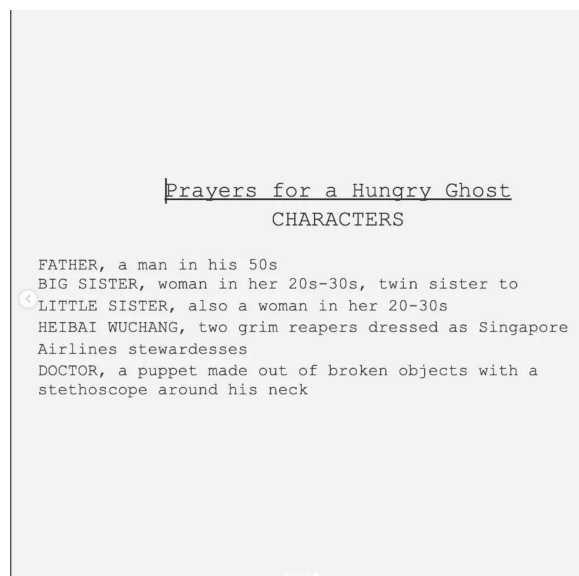 Prayers for a Hungry Ghost
CHARACTERS
FATHER, a man in his 50s
BIG SISTER, woman in her 20s-30s, twin sister to
LITTLE SISTER, also a woman in her 20-30s
HEIBAI WUCHANG, two grim reapers dressed as Singapore
Airlines stewardesses
DOCTOR, a puppet made out of broken objects with a
stethoscope around his neck